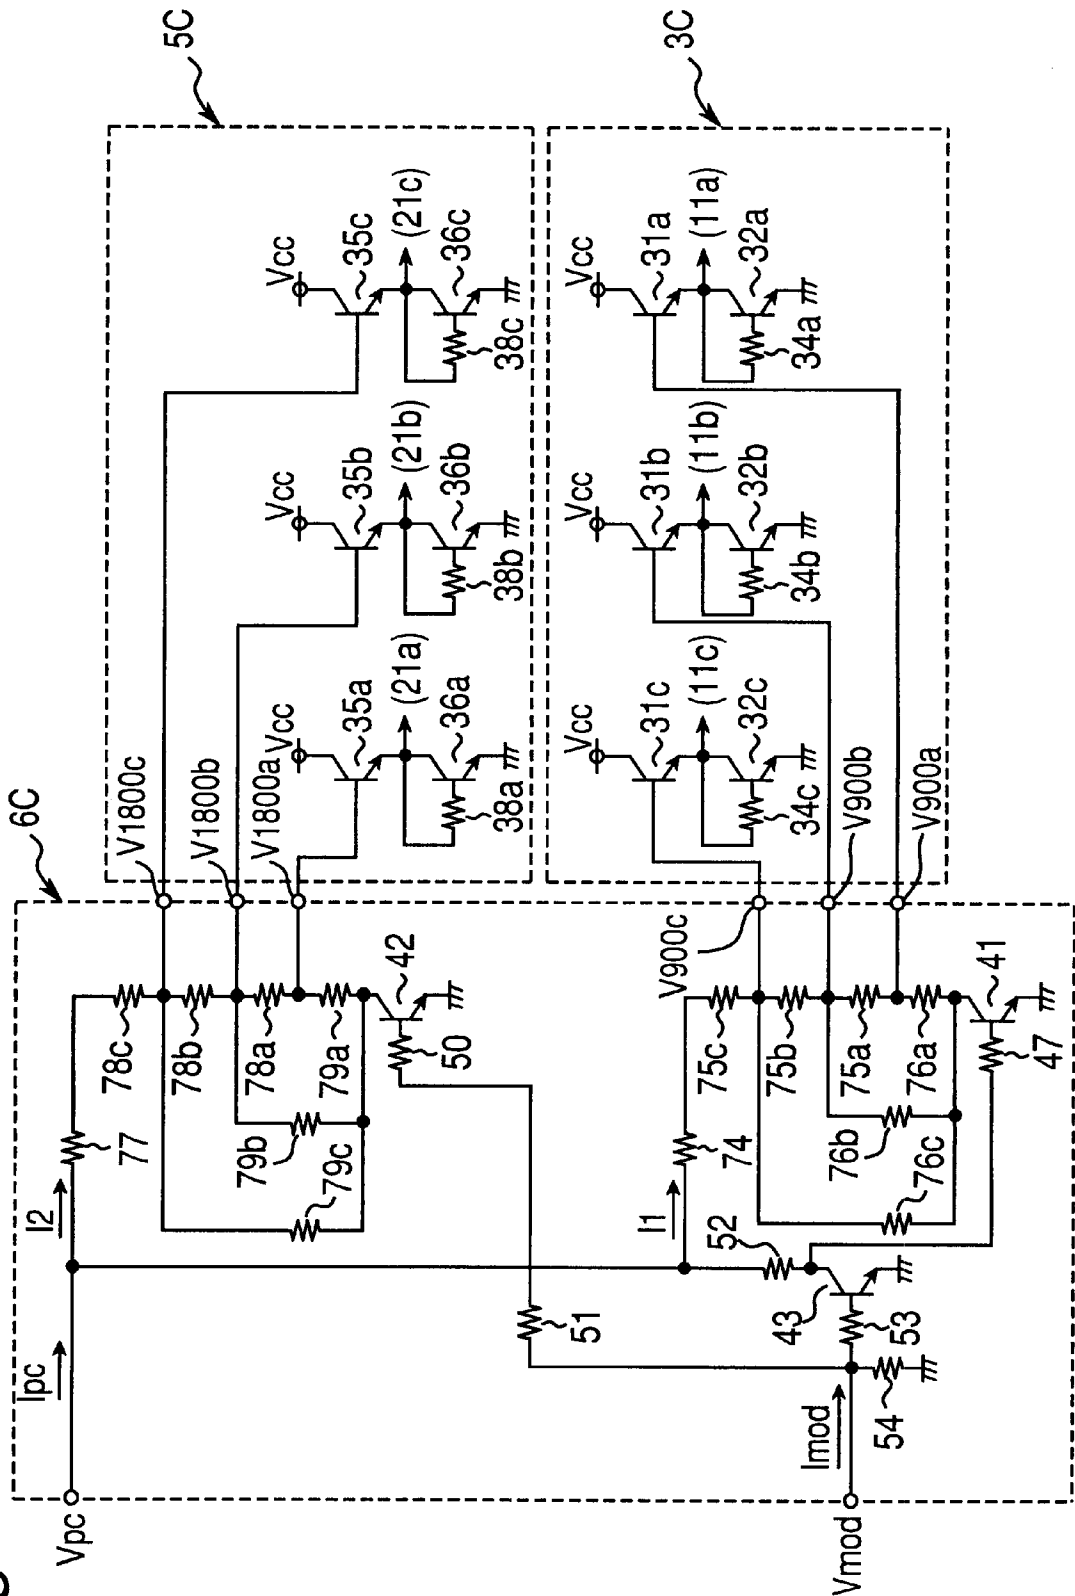 5C
3C
6C
V1800c
V1800b
V1800a
Vcc
35c
(21c)
36c
38c
Vcc
35b
(21b)
36b
38b
Vcc
35a
(21a)
36a
38a
Vcc
31a
(11a)
32a
34a
Vcc
31b
(11b)
32b
34b
Vcc
31c
(11c)
32c
34c
V900c
V900b
V900a
78c
78b
78a
79a
79b
79c
77
42
50
I2
Ipc
Vpc
75c
75b
75a
76a
76b
76c
74
41
47
I1
52
51
43
53
54
Imod
Vmod